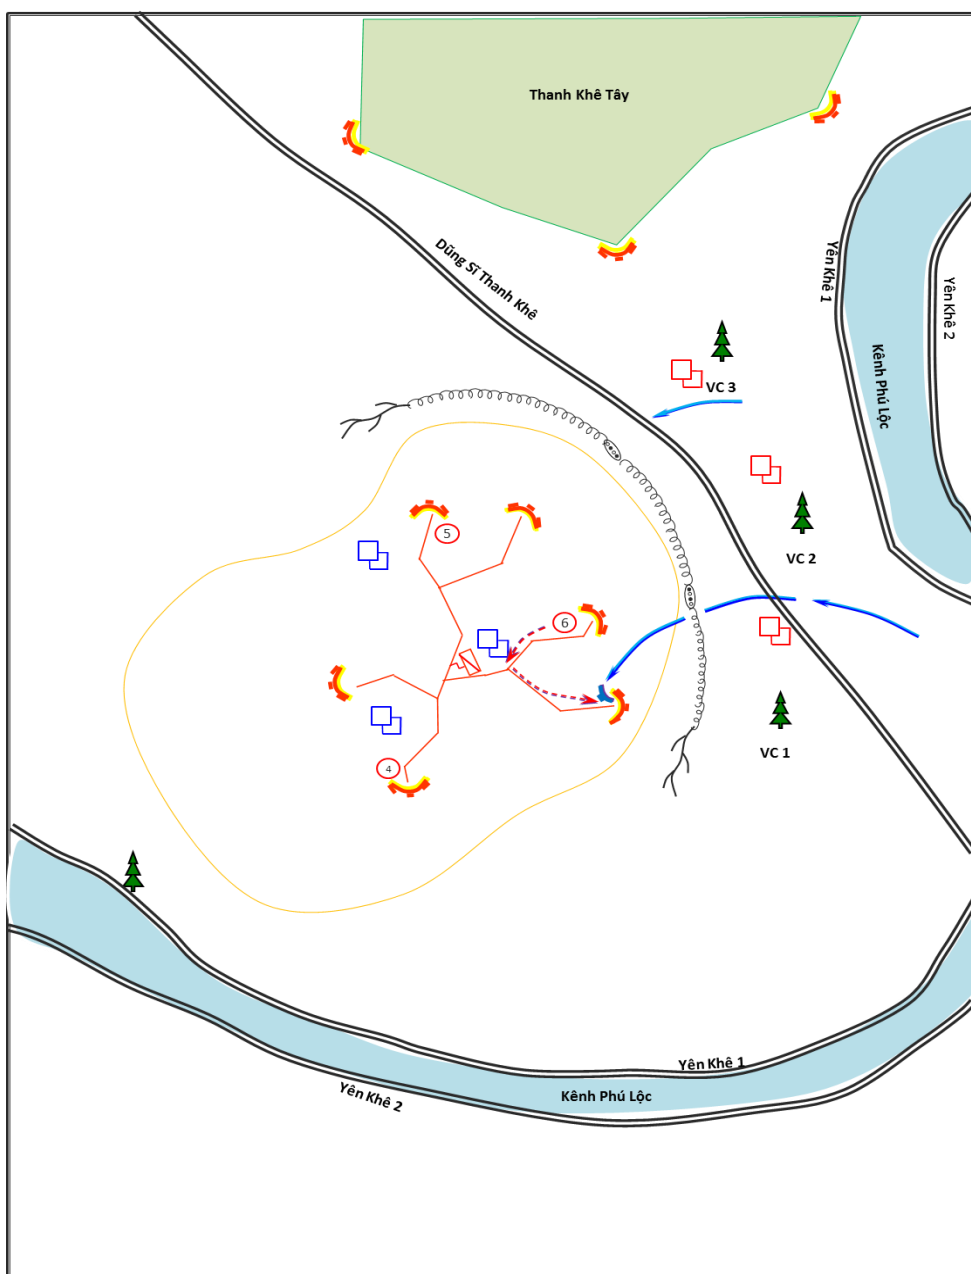 Thanh Khê Tây
Dũng Sĩ Thanh Khê
Yên Khê 1
Yên Khê 2
Kênh Phú Lộc
VC 3
VC 2
5
6
VC 1
4
Yên Khê 1
Yên Khê 2
Kênh Phú Lộc